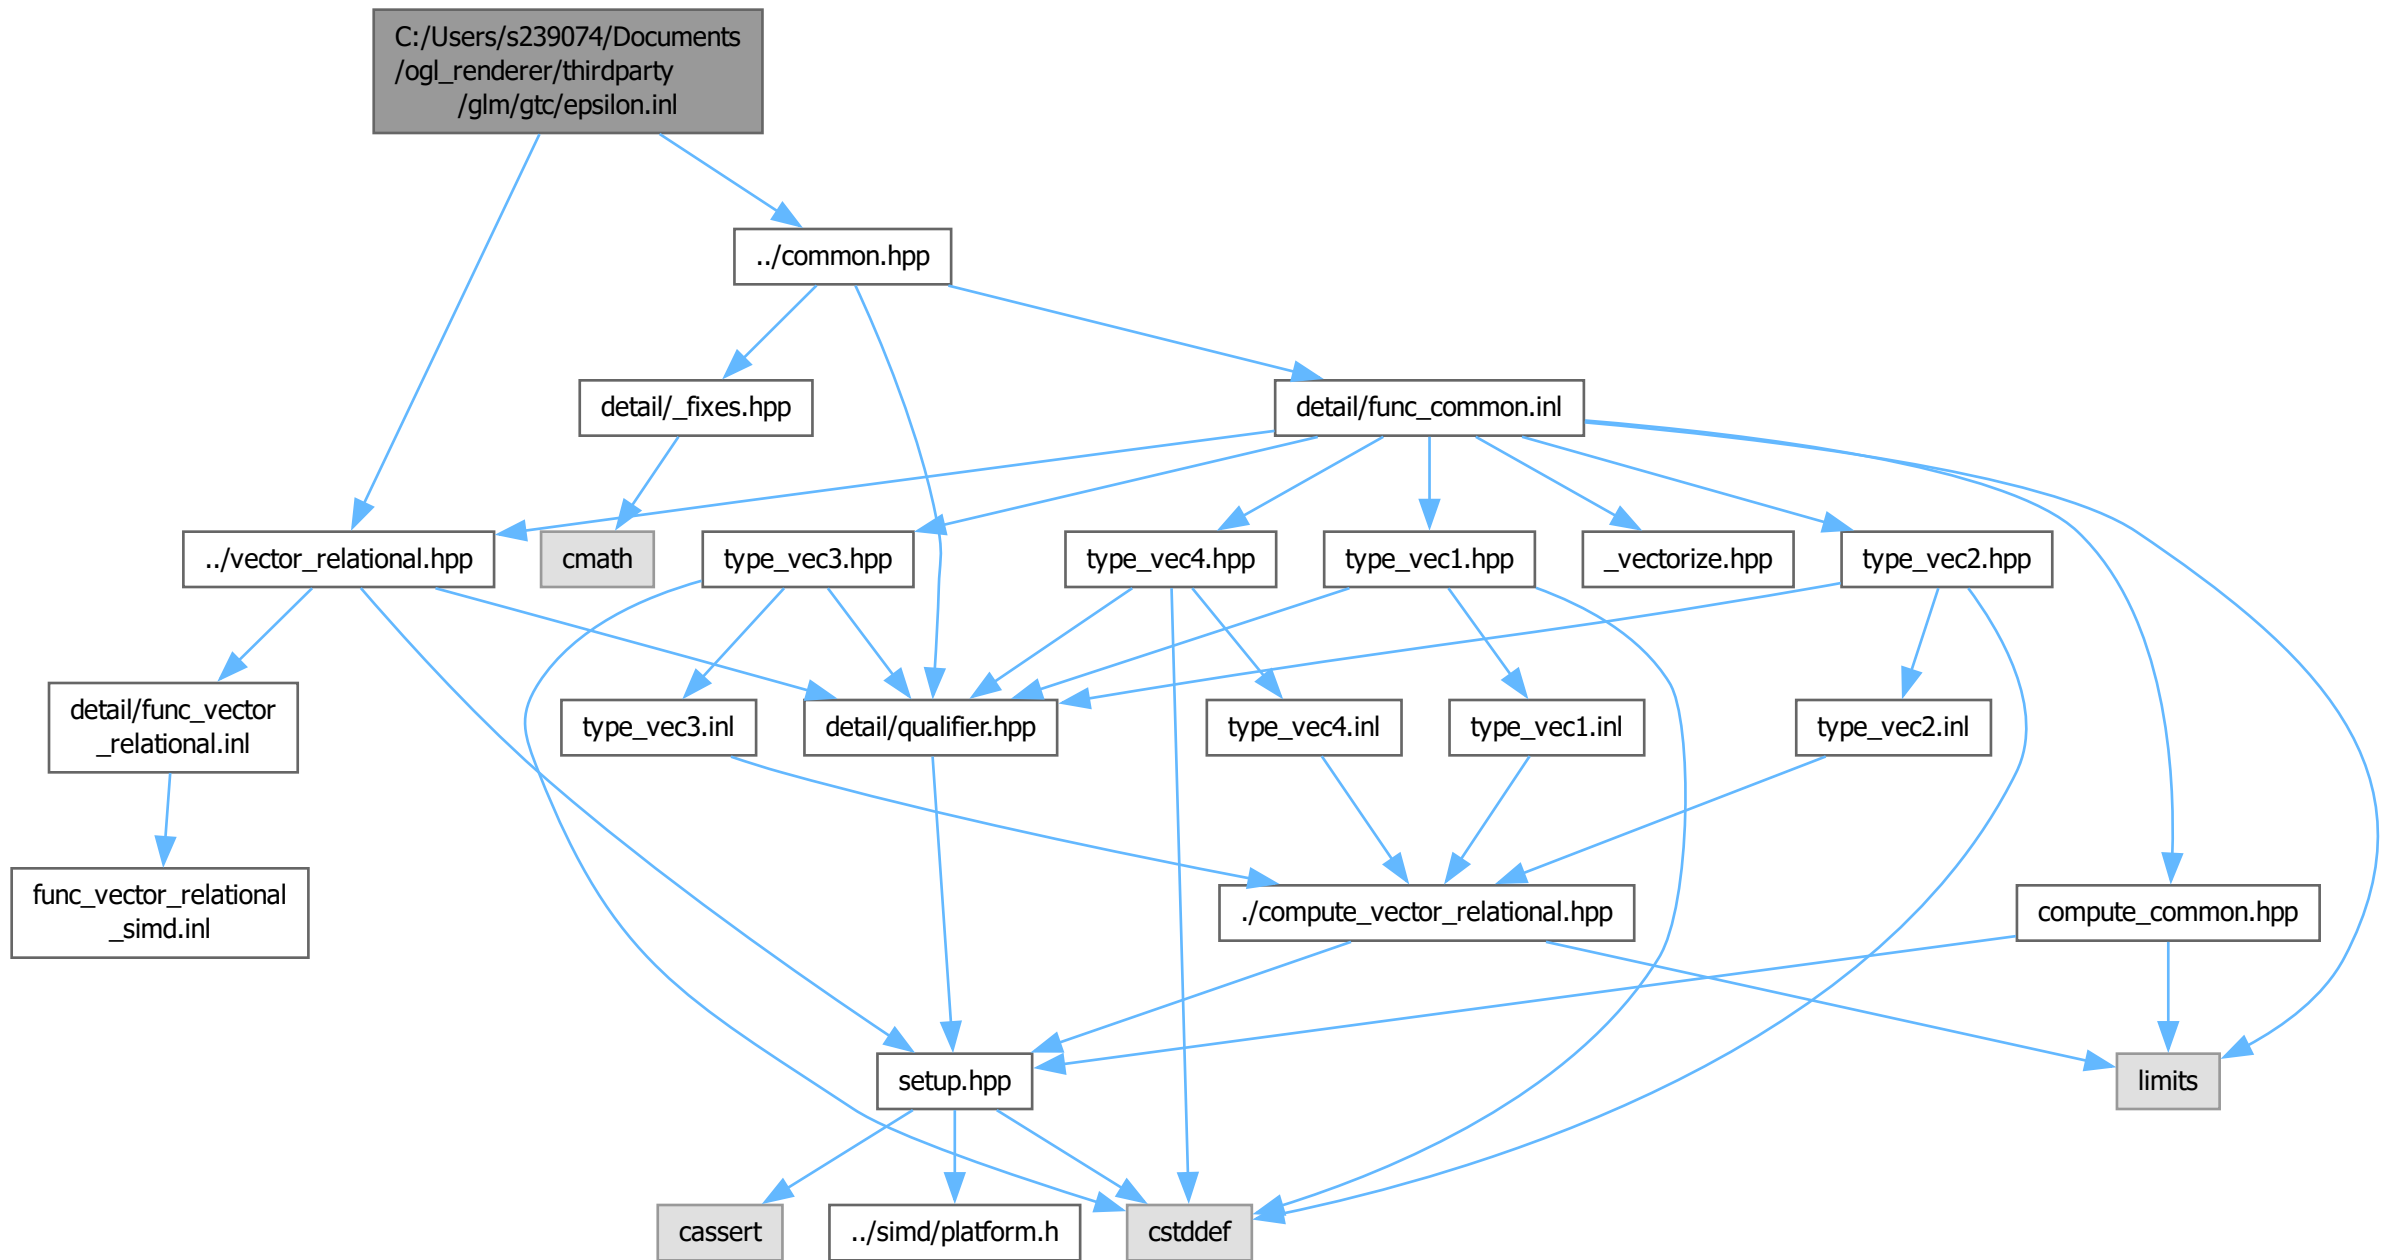 C:/Users/s239074/Documents
/ogl_renderer/thirdparty
/glm/gtc/epsilon.inl
../common.hpp
detail/_fixes.hpp
detail/func_common.inl
../vector_relational.hpp
cmath
type_vec3.hpp
type_vec4.hpp
type_vec1.hpp
_vectorize.hpp
type_vec2.hpp
detail/func_vector
_relational.inl
type_vec3.inl
detail/qualifier.hpp
type_vec4.inl
type_vec1.inl
type_vec2.inl
func_vector_relational
_simd.inl
./compute_vector_relational.hpp
compute_common.hpp
setup.hpp
limits
cassert
../simd/platform.h
cstddef